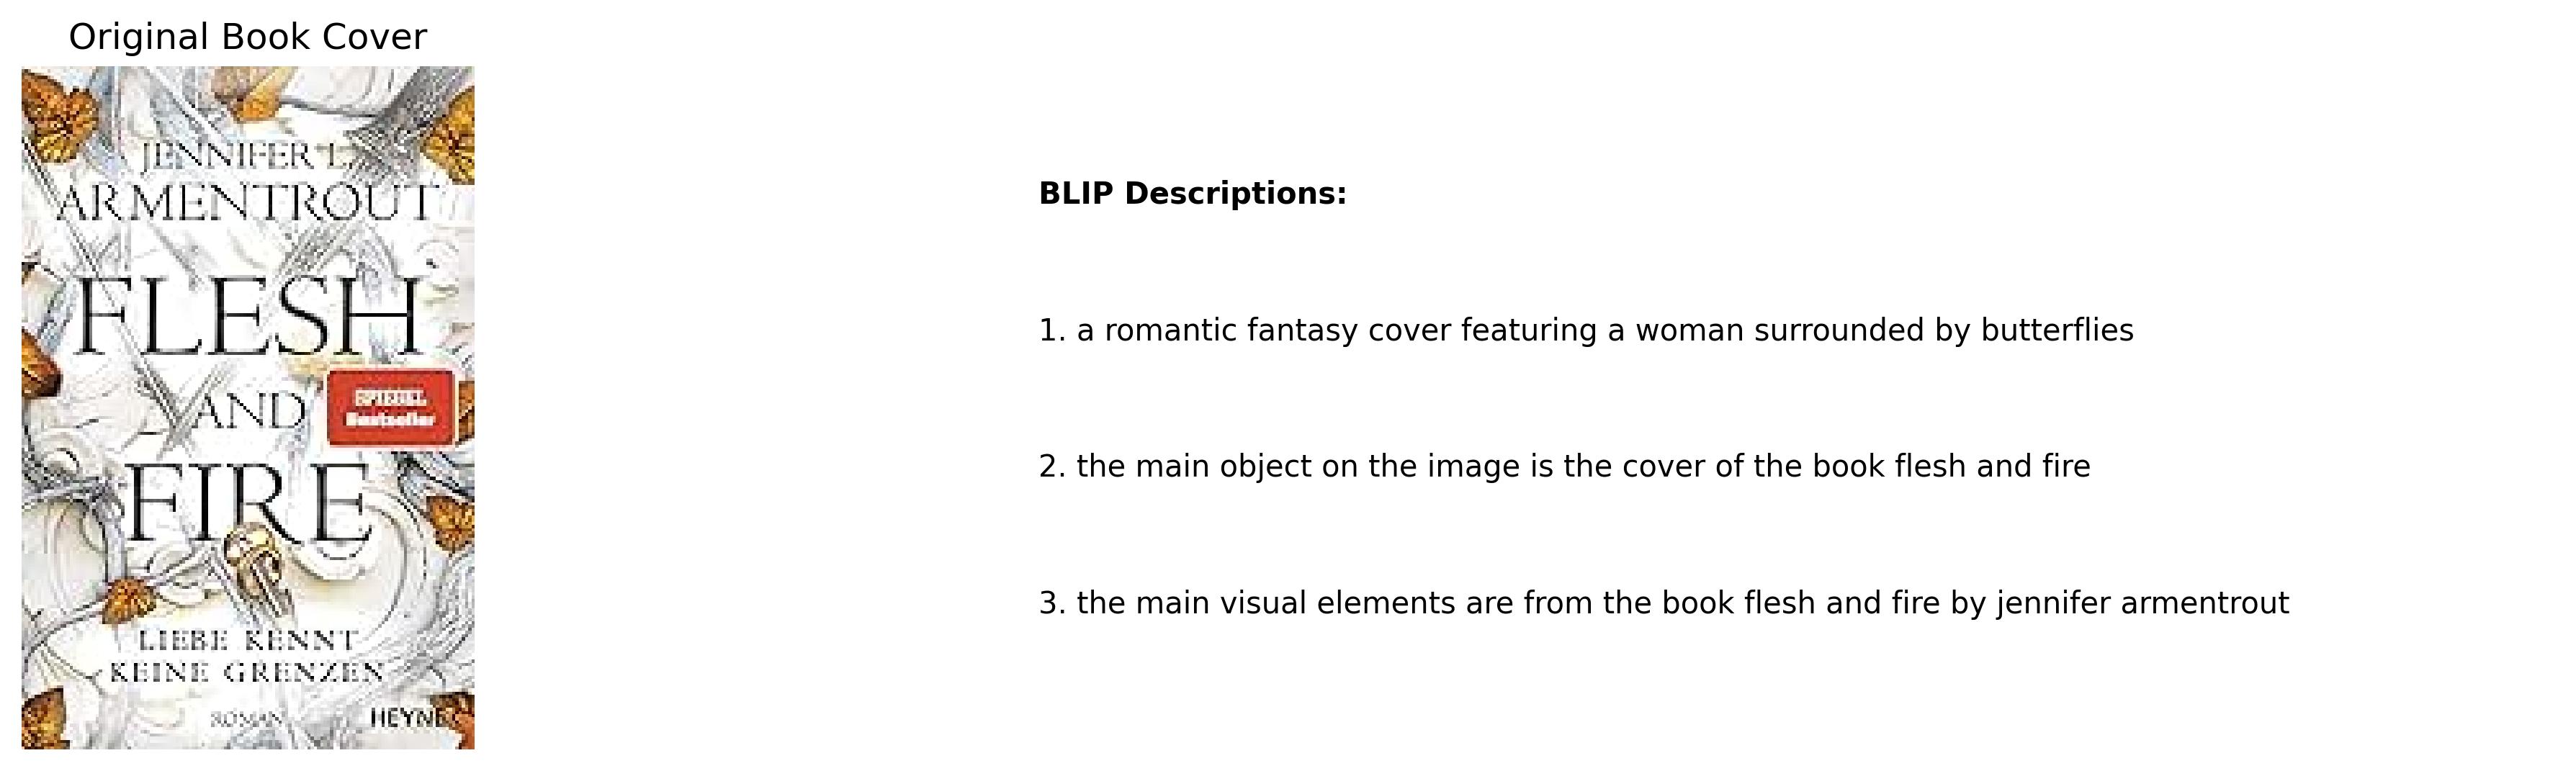 Original Book Cover
JENNIFER L.
ARMENTROUT
FLESH
AND
SPIEGEL
Bestseller
FIRE
LIEBE KENNT
KEINE GRENZEN
ROMAN
HEYNE
BLIP Descriptions:
1. a romantic fantasy cover featuring a woman surrounded by butterflies
2. the main object on the image is the cover of the book flesh and fire
3. the main visual elements are from the book flesh and fire by jennifer armentrout